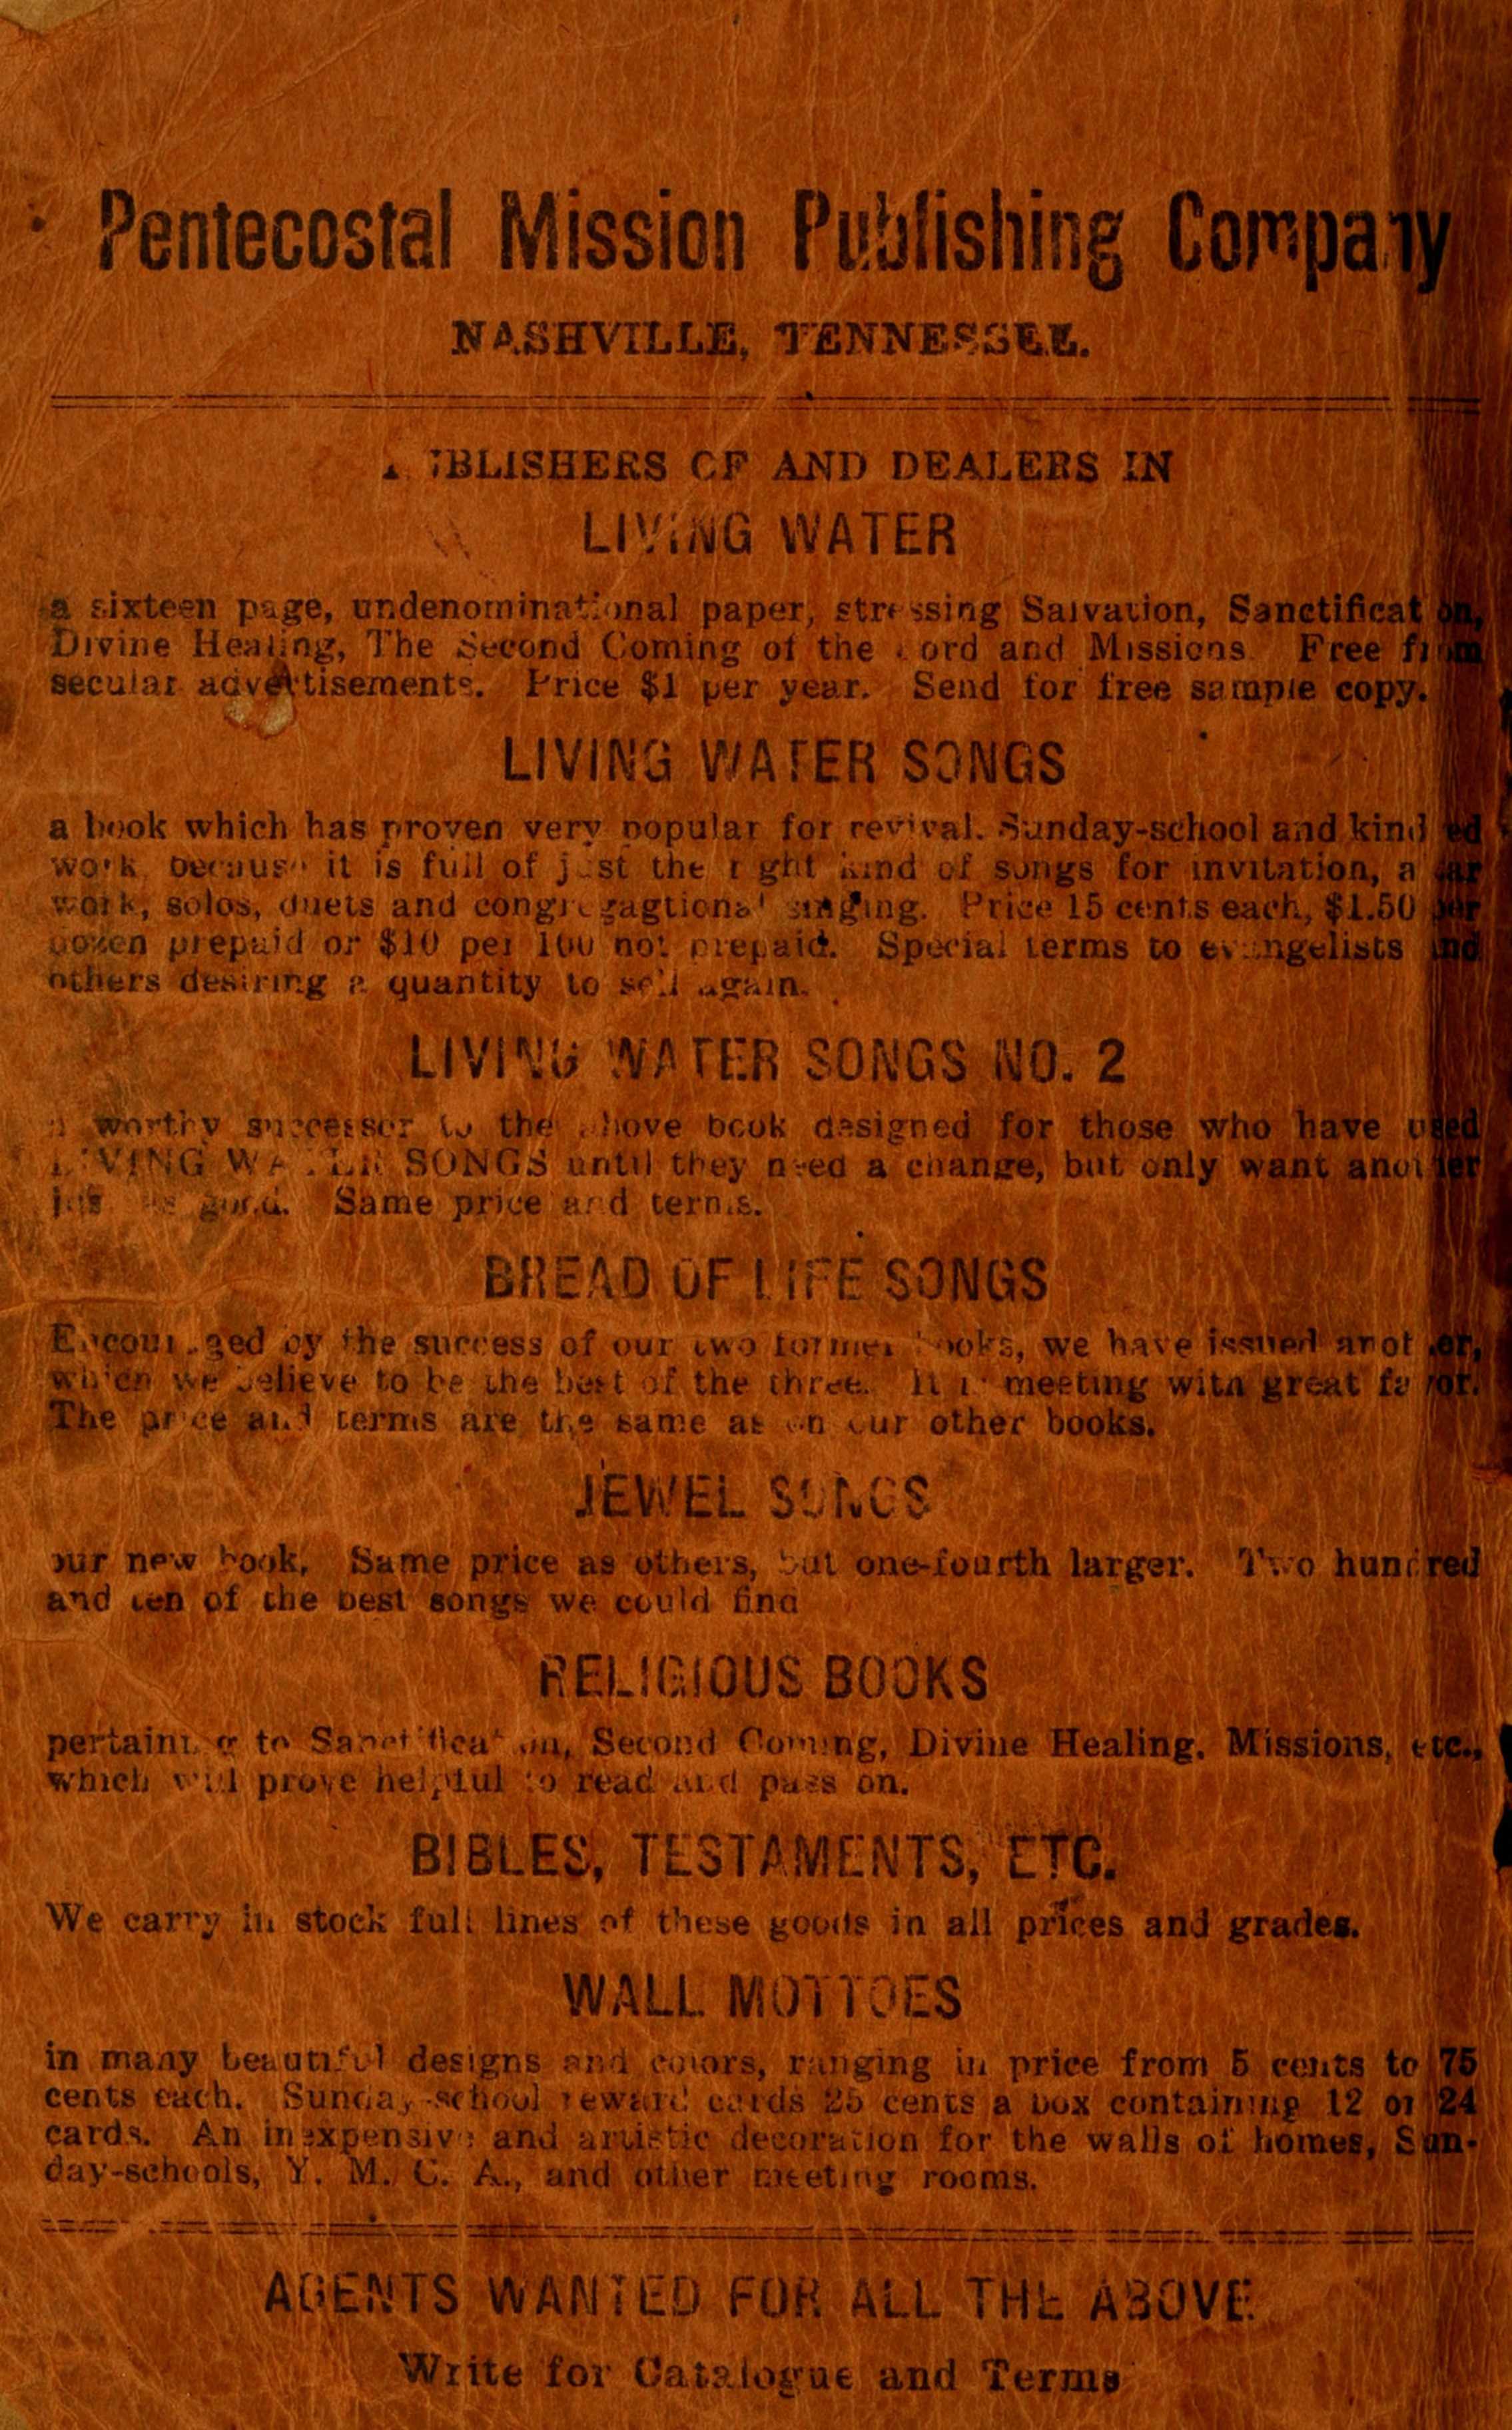 Pentecostal Mission Publishing Company
NASHVILLE, TENNESSEE.
PUBLISHERS OF AND DEALERS IN
LIVING WATER
a sixteen page, undenominational paper, stressing Salvation, Sanctification,
Divine Healing, The Second Coming of the Lord and Missions. Free from
secular advertisements. Price $1 per year. Send for free sample copy.
LIVING WATER SONGS
a book which has proven very popular for revival, Sunday-school and kindred
work, because it is full of just the right kind of songs for invitation, altar
work, solos, duets and congregagtional singing. Price 15 cents each, $1.50 per
dozen prepaid or $10 per 100 not prepaid. Special terms to evangelists and
others desiring a quantity to sell again.
LIVING WATER SONGS NO. 2
a worthy successor to the above book designed for those who have used
LIVING WATER SONGS until they need a change, but only want another
just as good. Same price and terms.
BREAD OF LIFE SONGS
Encouraged by the success of our two former books, we have issued another,
which we believe to be the best of the three. It is meeting with great favor.
The price and terms are the same as on our other books.
JEWEL SONGS
our new book, Same price as others, but one-fourth larger. Two hundred
and ten of the best songs we could find
RELIGIOUS BOOKS
pertaining to Sanctification, Second Coming, Divine Healing, Missions, etc.,
which will prove helpful to read and pass on.
BIBLES, TESTAMENTS, ETC.
We carry in stock full lines of these goods in all prices and grades.
WALL MOTTOES
in many beautiful designs and colors, ranging in price from 5 cents to 75
cents each. Sunday-school reward cards 25 cents a box containing 12 or 24
cards. An inexpensive and artistic decoration for the walls of homes, Sun-
day-schools, Y. M. C. A., and other meeting rooms.
AGENTS WANTED FOR ALL THE ABOVE
Write for Catalogue and Terms